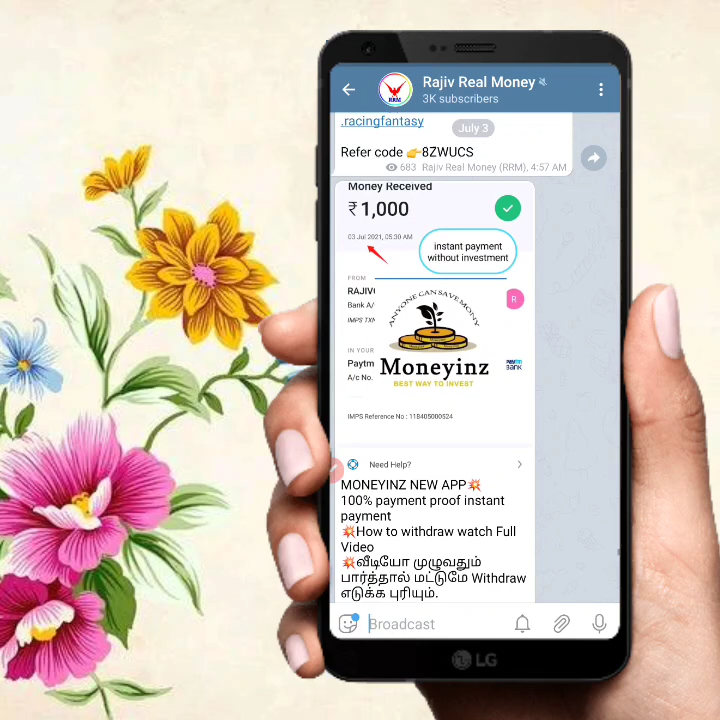 Rajiv Real Money
3K subscribers
.racingfantasy
July 3
Refer code 👉8ZWUCS
683 Rajiv Real Money (RRM), 4:57 AM
RRM
Money Received
₹1,000
03 Jul 2021, 05:30 AM
instant payment
without investment
FROM
RAJIV
Bank A/
IMPS TXN
R
ANYONE CAN SAVE MONY
Moneyinz
BEST WAY TO INVEST
IN YOUR
Paytm
A/c No.
paytm
BANK
IMPS Reference No : 118405000524
Need Help?
MONEYINZ NEW APP💥
100% payment proof instant
payment
💥How to withdraw watch Full
Video
💥வீடியோ முழுவதும்
பார்த்தால் மட்டுமே Withdraw
எடுக்க புரியும்.
Broadcast
LG